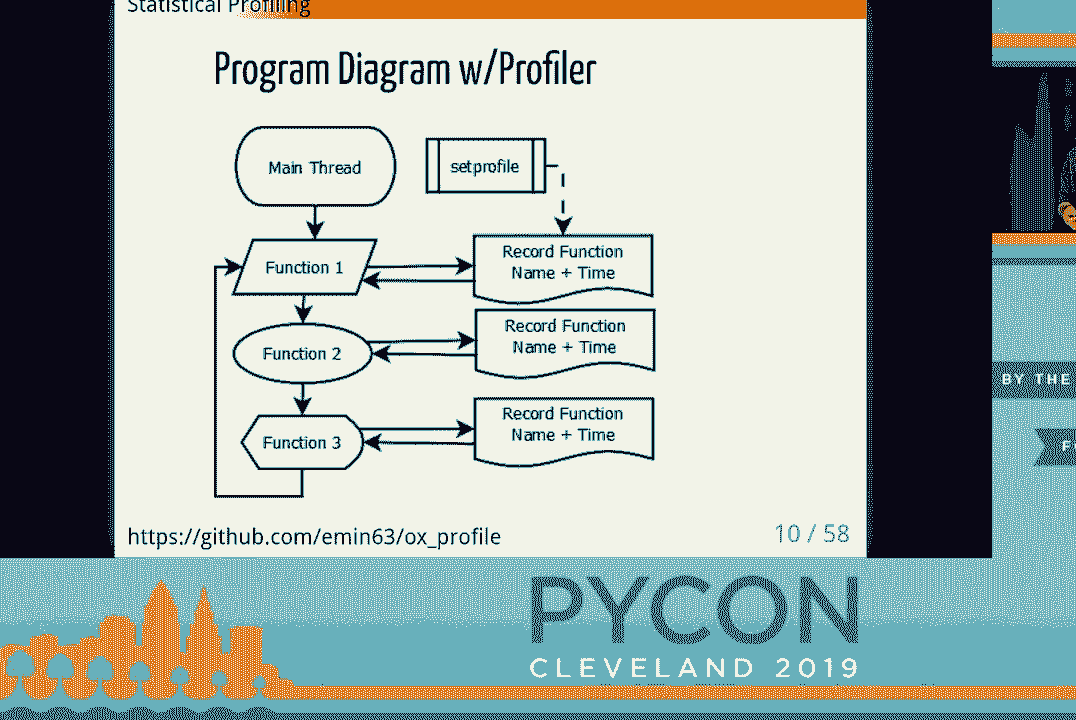 Statistical Profiling
Program Diagram w/Profiler
Main Thread
setprofile
Function 1
Record Function
Name + Time
Function 2
Record Function
Name + Time
Function 3
Record Function
Name + Time
https://github.com/emin63/ox_profile
10 / 58
BY THE
PYCON
CLEVELAND 2019